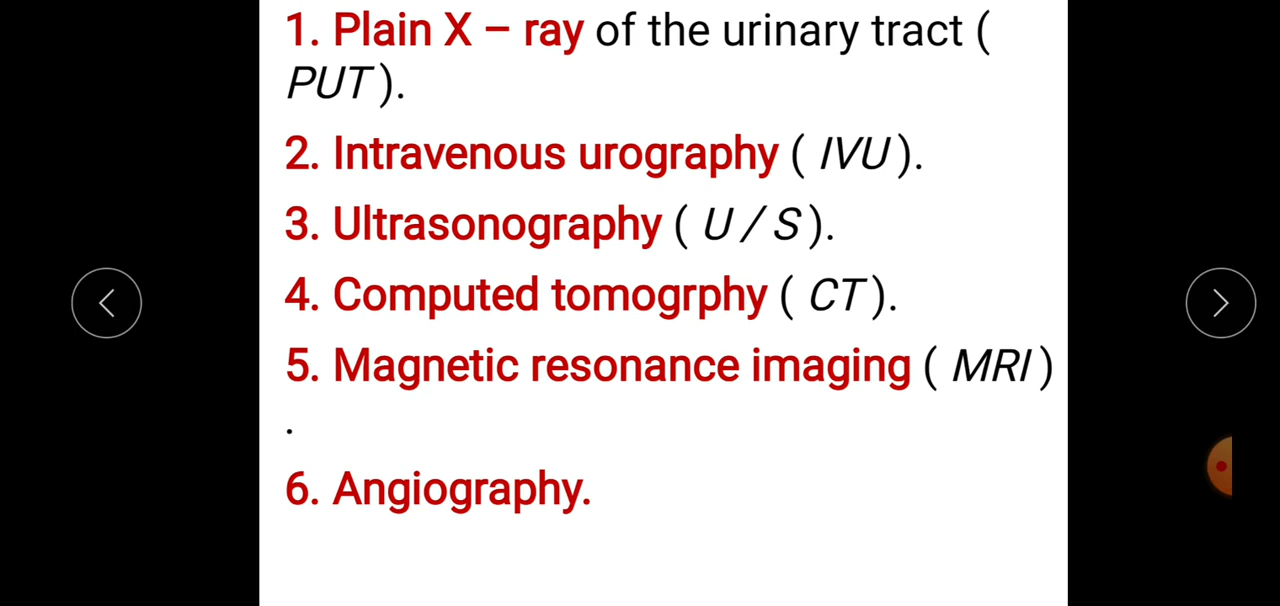 1. Plain X – ray of the urinary tract (
PUT ).
2. Intravenous urography ( IVU ).
3. Ultrasonography ( U / S ).
4. Computed tomogrphy ( CT ).
5. Magnetic resonance imaging ( MRI )
.
6. Angiography.